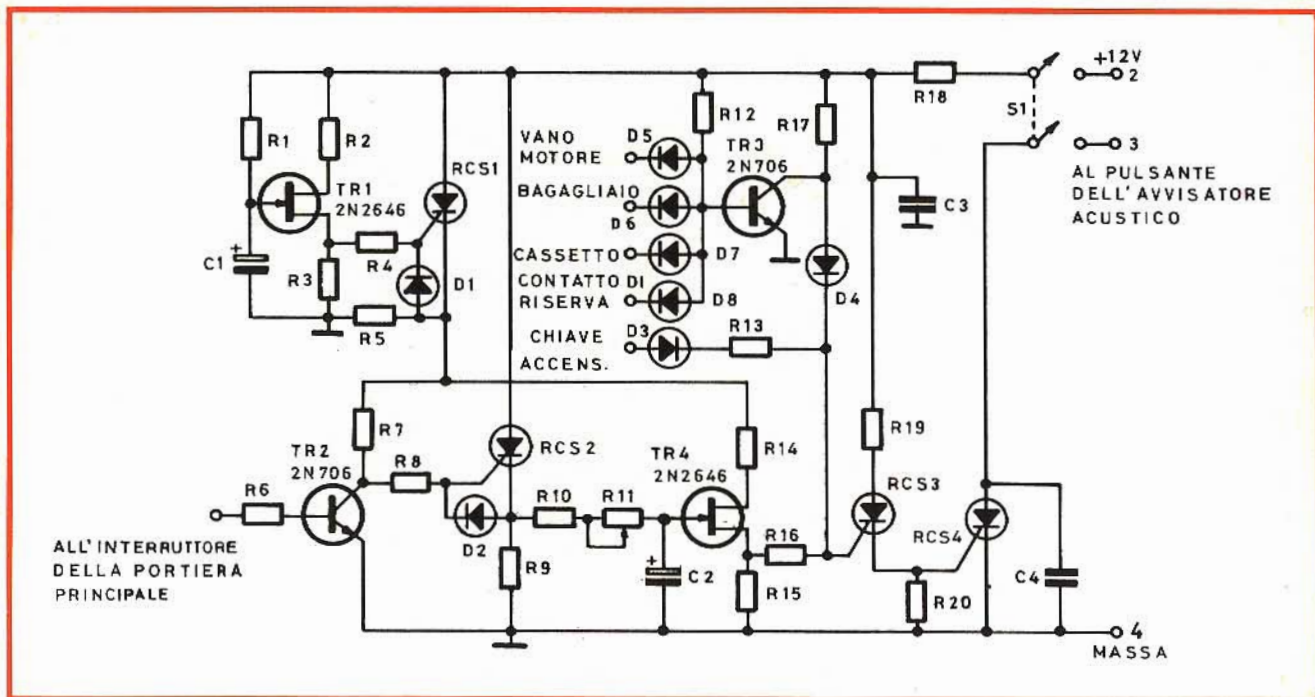 +12V
2
R18
S1
3
AL PULSANTE
DELL'AVVISATORE
ACUSTICO
R1
R2
RCS1
TR1
2N2646
C1
+
R3
R4
D1
R5
R12
R17
VANO
MOTORE
D5
TR3
2N706
BAGAGLIAIO
D6
CASSETTO
D7
CONTATTO DI
RISERVA
D8
D3
CHIAVE
ACCENS.
R13
D4
C3
R7
TR2
2N706
R8
RCS2
R6
D2
R9
R10
R11
TR4
2N2646
R14
+
C2
R16
R15
R19
RCS3
RCS4
R20
C4
ALL'INTERRUTTORE
DELLA PORTIERA
PRINCIPALE
4
MASSA